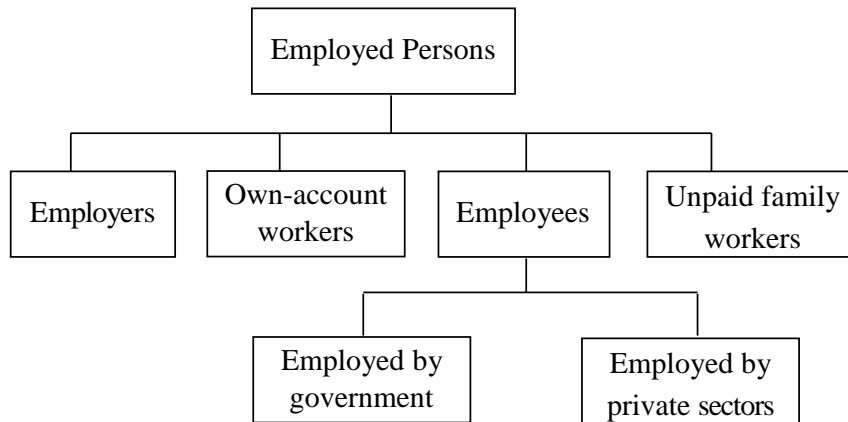 Employed Persons
Employers
Own-account
workers
Employees
Unpaid family
workers
Employed by
government
Employed by
private sectors